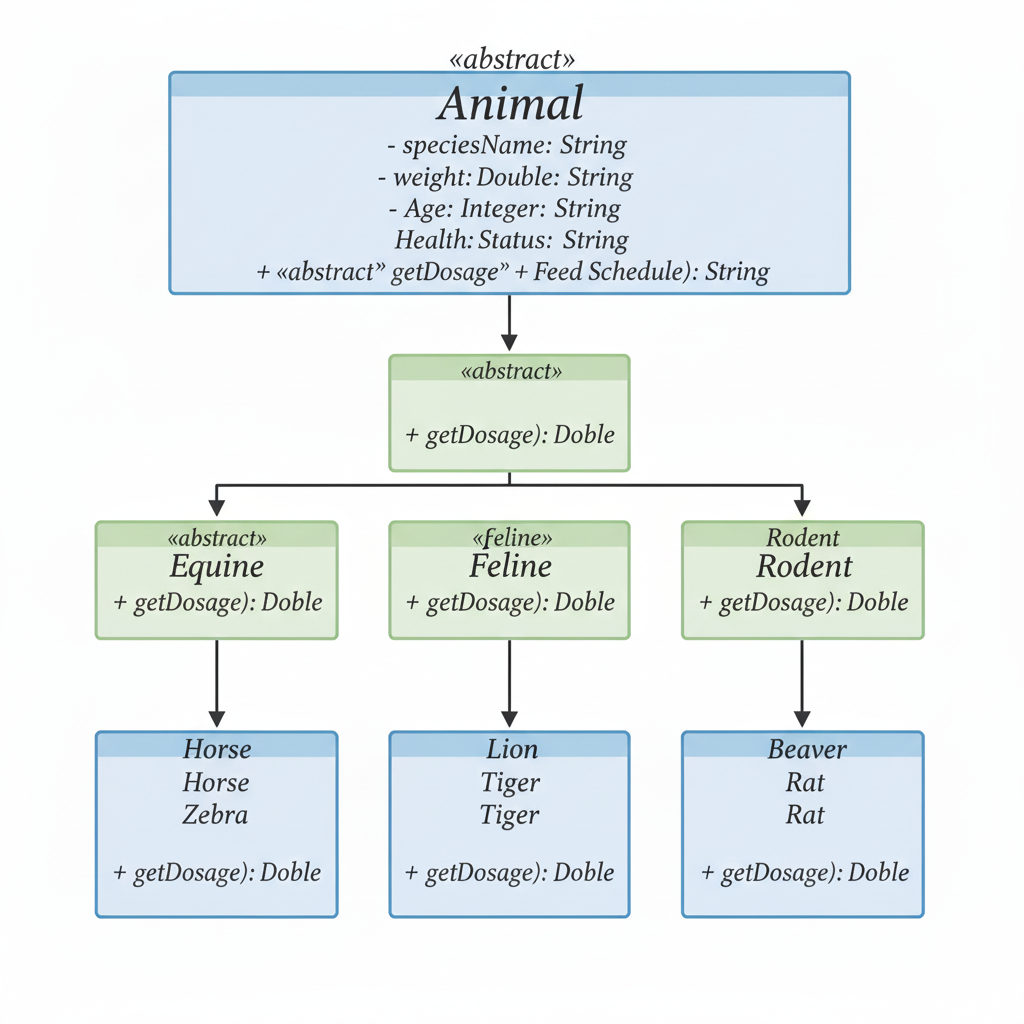 «abstract»
Animal
- speciesName: String
- weight: Double: String
- Age: Integer: String
Health: Status: String
+ «abstract” getDosage” + Feed Schedule): String
«abstract»
+ getDosage): Doble
«abstract»
Equine
+ getDosage): Doble
«feline»
Feline
+ getDosage): Doble
Rodent
Rodent
+ getDosage): Doble
Horse
Horse
Zebra
+ getDosage): Doble
Lion
Tiger
Tiger
+ getDosage): Doble
Beaver
Rat
Rat
+ getDosage): Doble